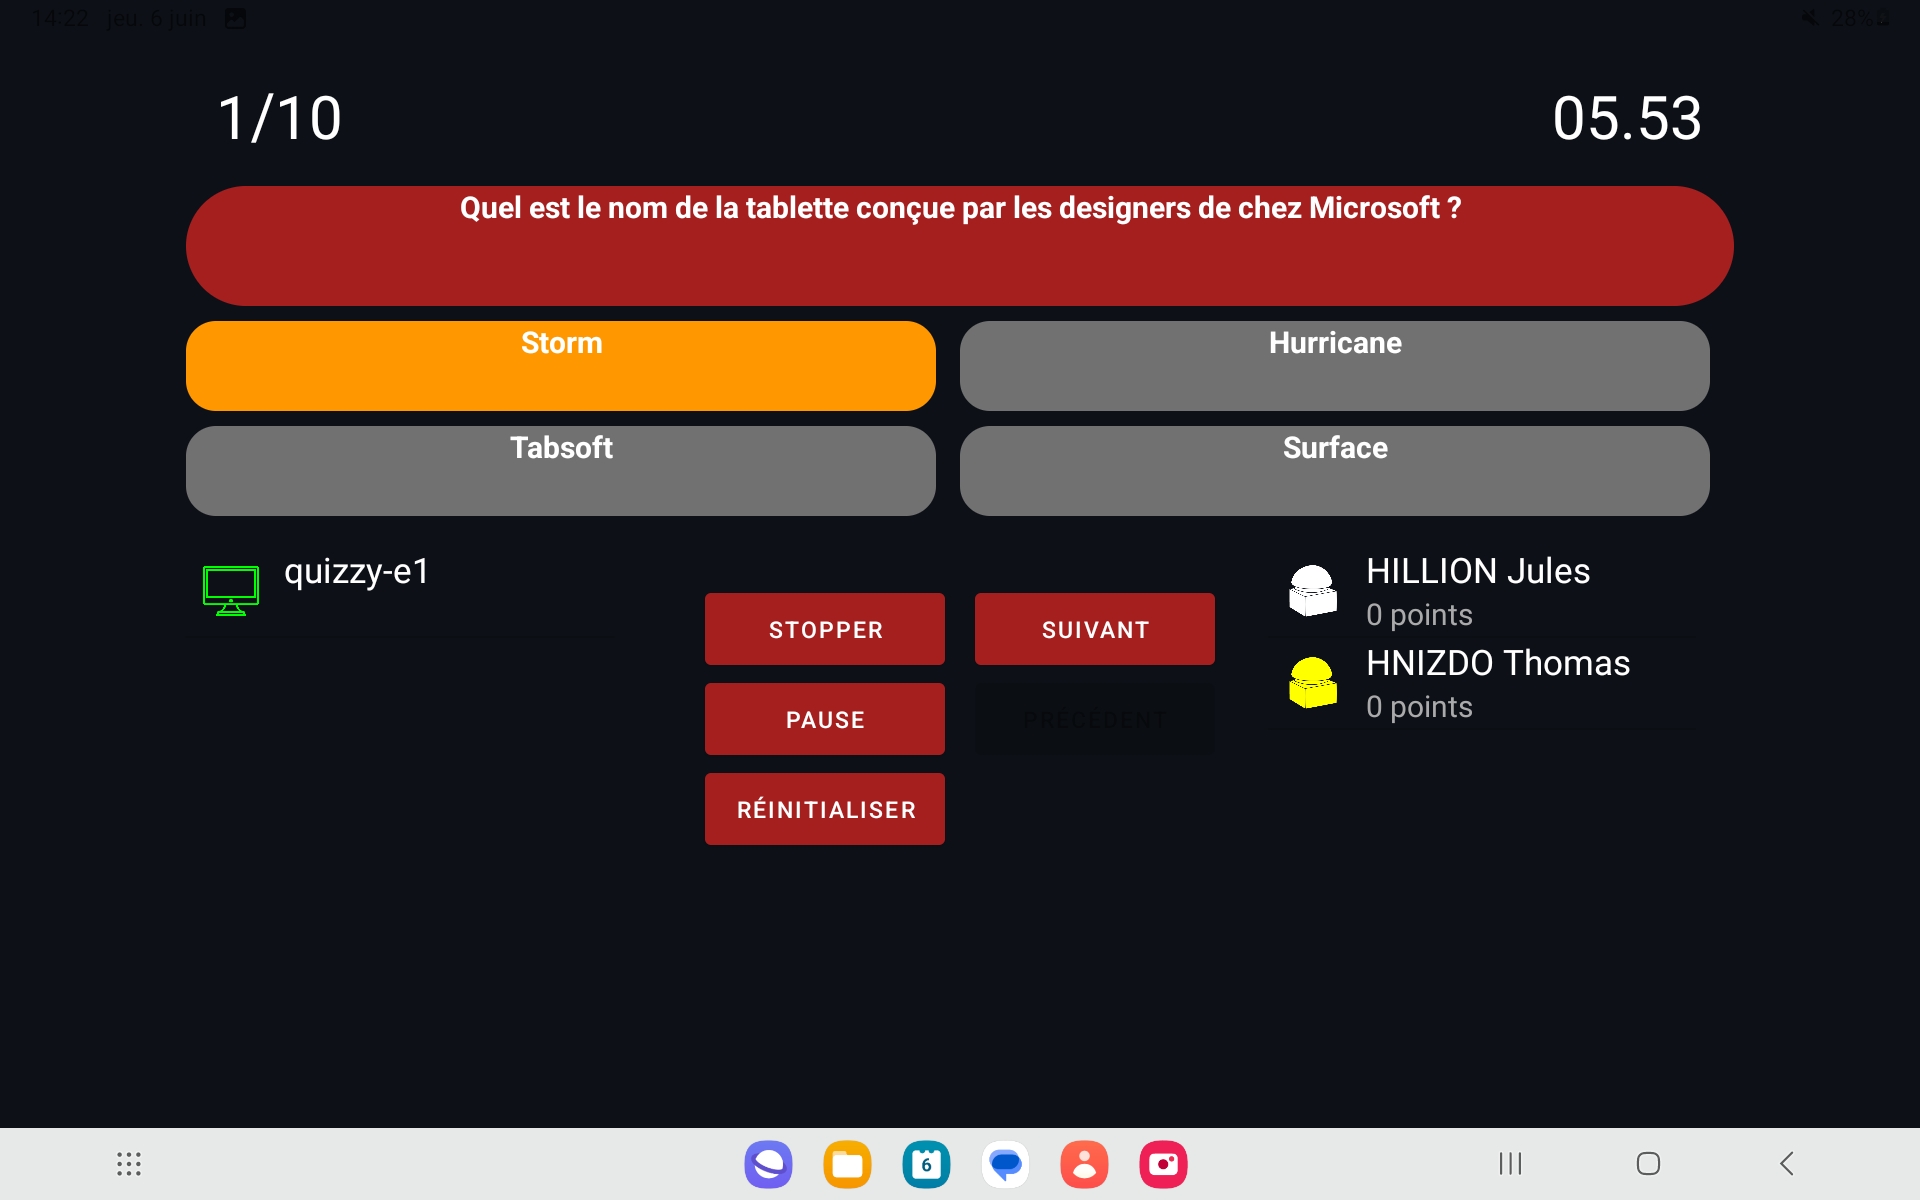 14:22 jeu. 6 juin 28%
1/10
05.53
Quel est le nom de la tablette conçue par les designers de chez Microsoft ?
Storm
Hurricane
Tabsoft
Surface
quizzy-e1
STOPPER
SUIVANT
PAUSE
PRÉCÉDENT
RÉINITIALISER
HILLION Jules
0 points
HNIZDO Thomas
0 points
6